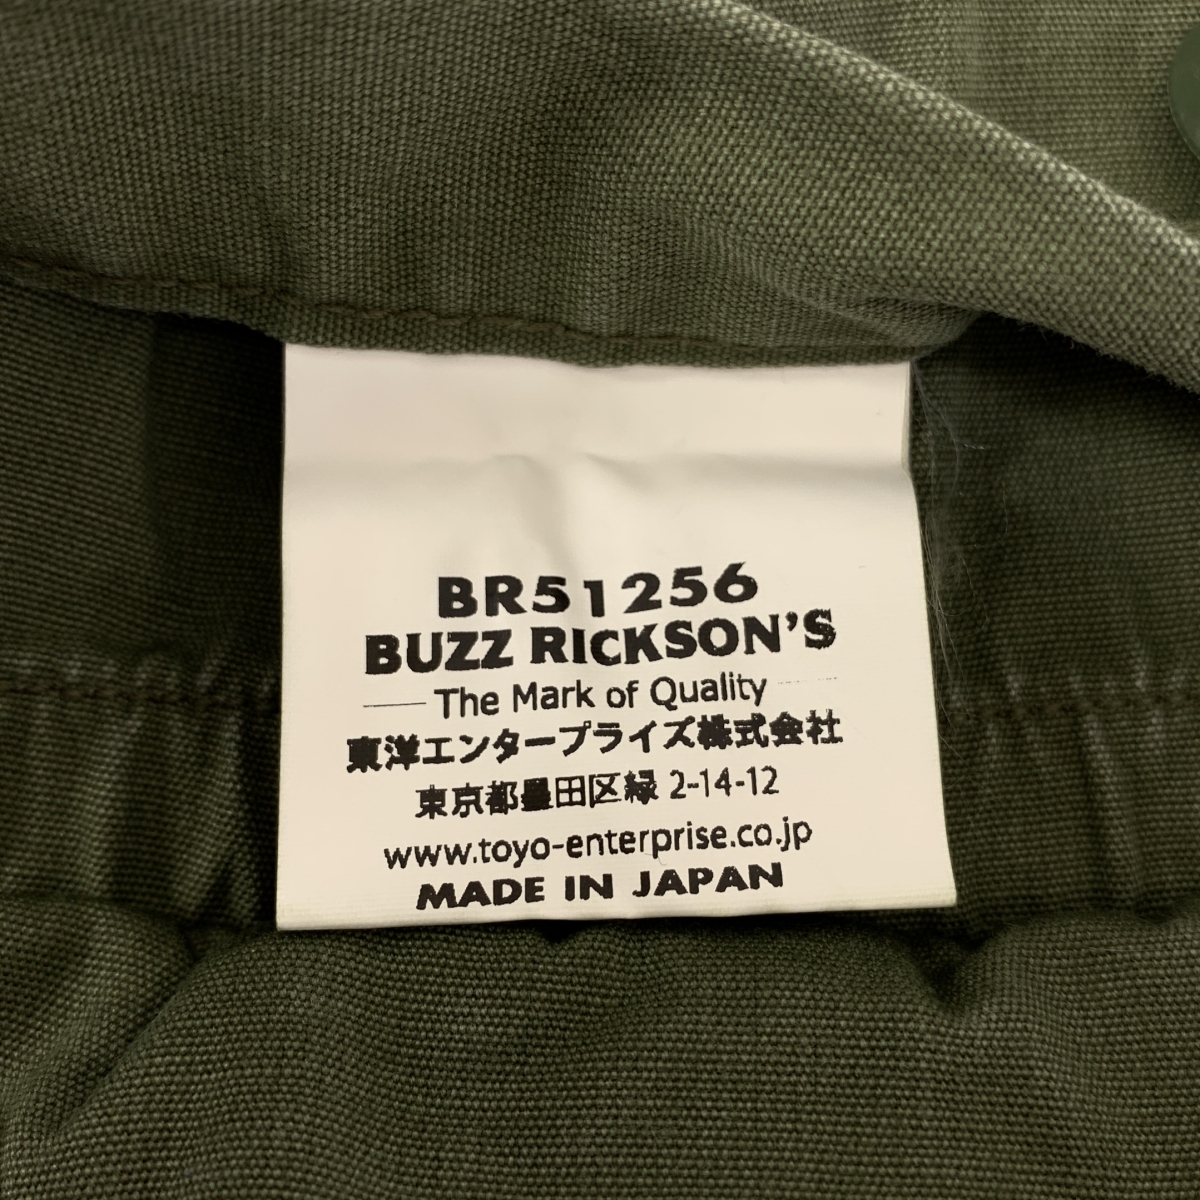 BR51256
BUZZ RICKSON'S
The Mark of Quality
東洋エンタープライズ株式会社
東京都墨田区緑 2-14-12
www.toyo-enterprise.co.jp
MADE IN JAPAN